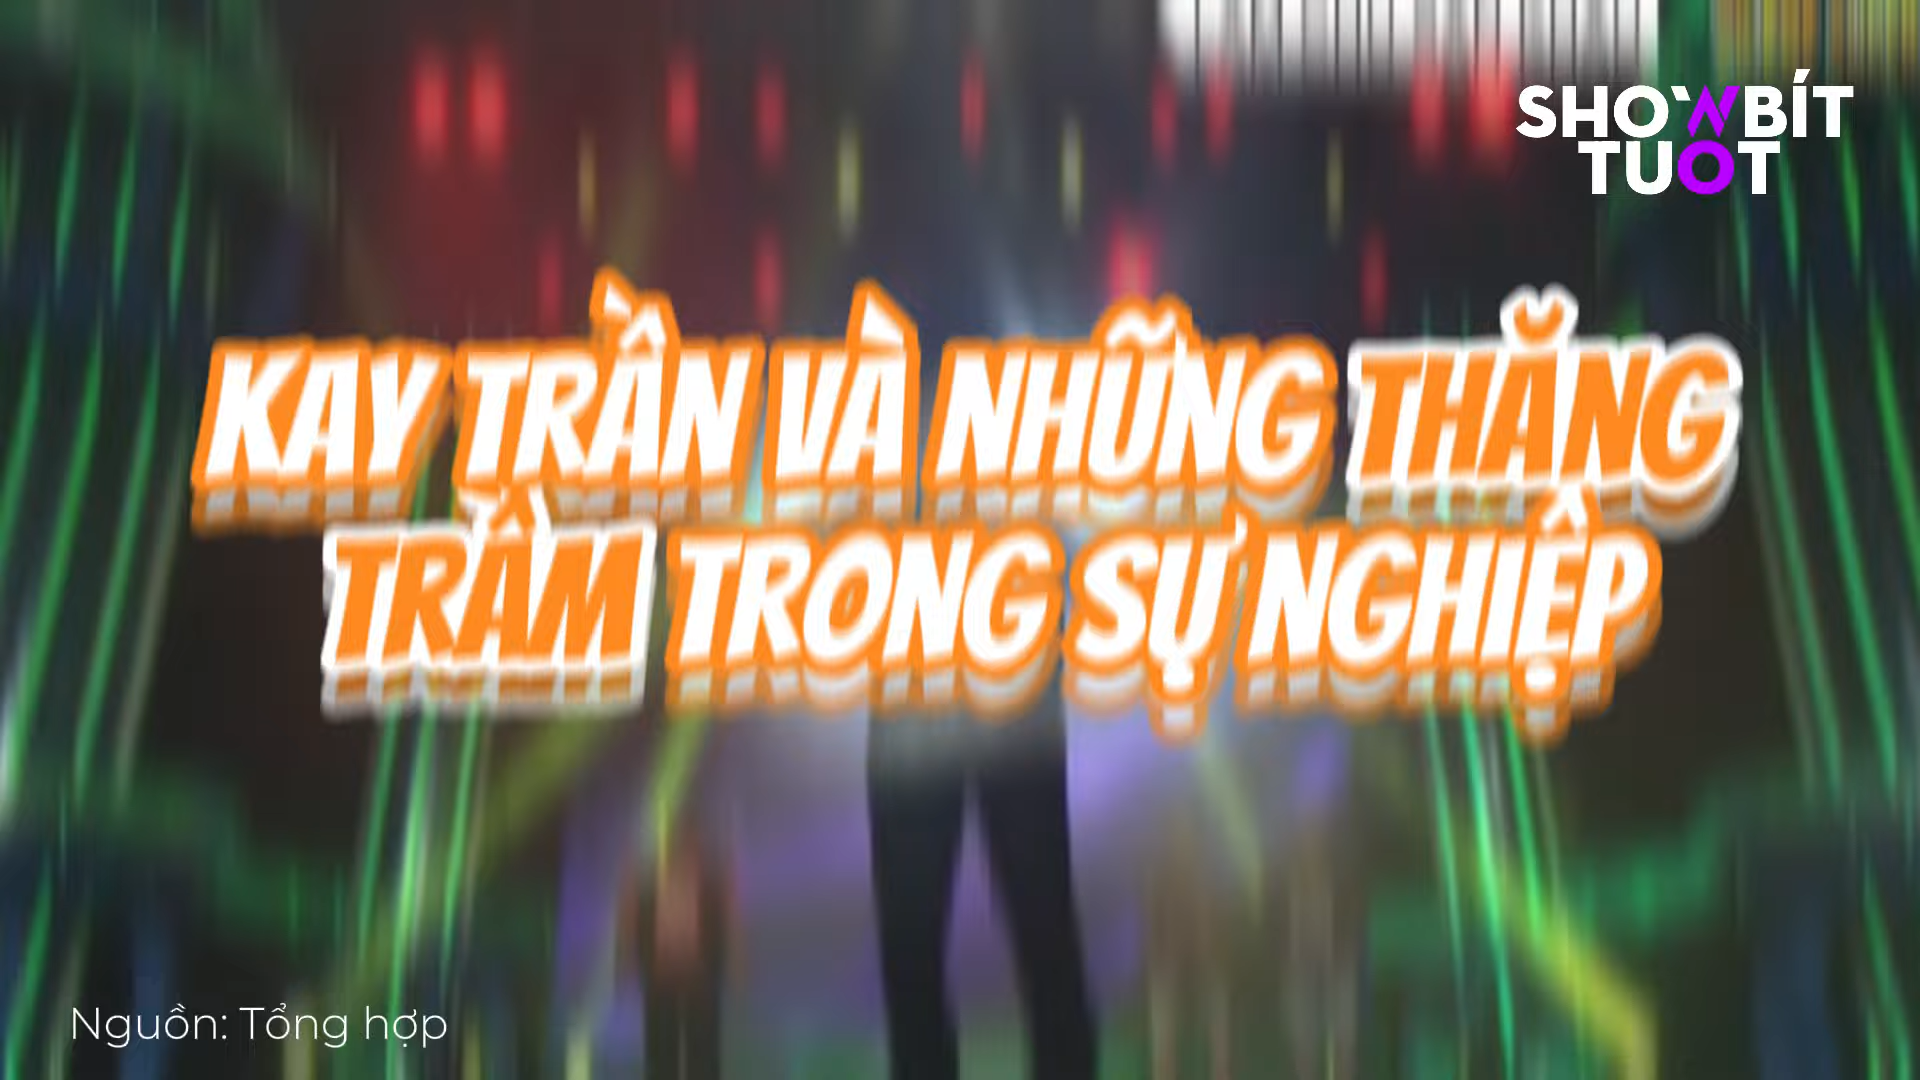 SHOWBÍT
TUOT
KAY TRẦN VÀ NHỮNG THĂNG
TRẦM TRONG SỰ NGHIỆP
Nguồn: Tổng hợp